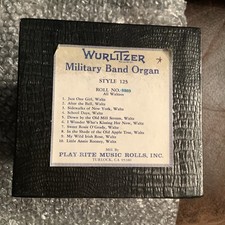 WURLITZER
Military Band Organ
STYLE 125
ROLL NO.
1. Just One Girl, Waltz
2. After the Ball, Waltz
3. Sidewalks of New York, Waltz
4. School Days, Waltz
5. Down by the Old Mill Stream, Waltz
6. I Wonder Who's Kissing Her Now, Waltz
7. Sweet Rosie O'Grady, Waltz
8. In the Shade of the Old Apple Tree, Waltz
9. My Wild Irish Rose, Waltz
10. Little Annie Rooney, Waltz
PLAY-RITE MUSIC ROLLS, INC.
TURLOCK, CA